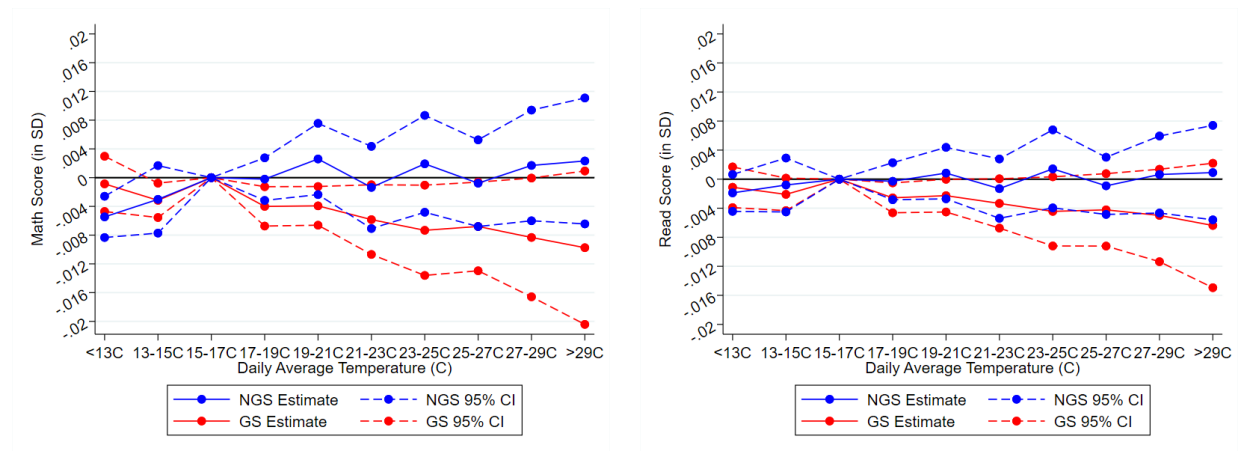 .02
.016
.012
.008
.004
0
-.004
-.008
-.012
-.016
-.02
Math Score (in SD)
<13C 13-15C 15-17C 17-19C 19-21C 21-23C 23-25C 25-27C 27-29C >29C
Daily Average Temperature (C)
NGS Estimate NGS 95% CI
GS Estimate GS 95% CI
.02
.016
.012
.008
.004
0
-.004
-.008
-.012
-.016
-.02
Read Score (in SD)
<13C 13-15C 15-17C 17-19C 19-21C 21-23C 23-25C 25-27C 27-29C >29C
Daily Average Temperature (C)
NGS Estimate NGS 95% CI
GS Estimate GS 95% CI